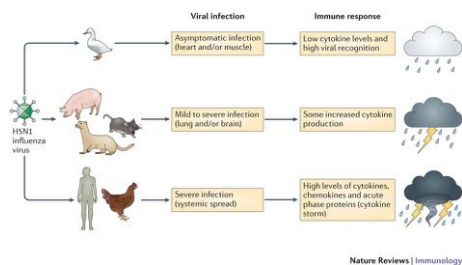 Viral infection
Immune response
Asymptomatic infection
(heart and/or muscle)
Low cytokine levels and
high viral recognition
H5N1
influenza
virus
Mild to severe infection
(lung and/or brain)
Some increased cytokine
production
Severe infection
(systemic spread)
High levels of cytokines,
chemokines and acute
phase proteins (cytokine
storm)
Nature Reviews | Immunology